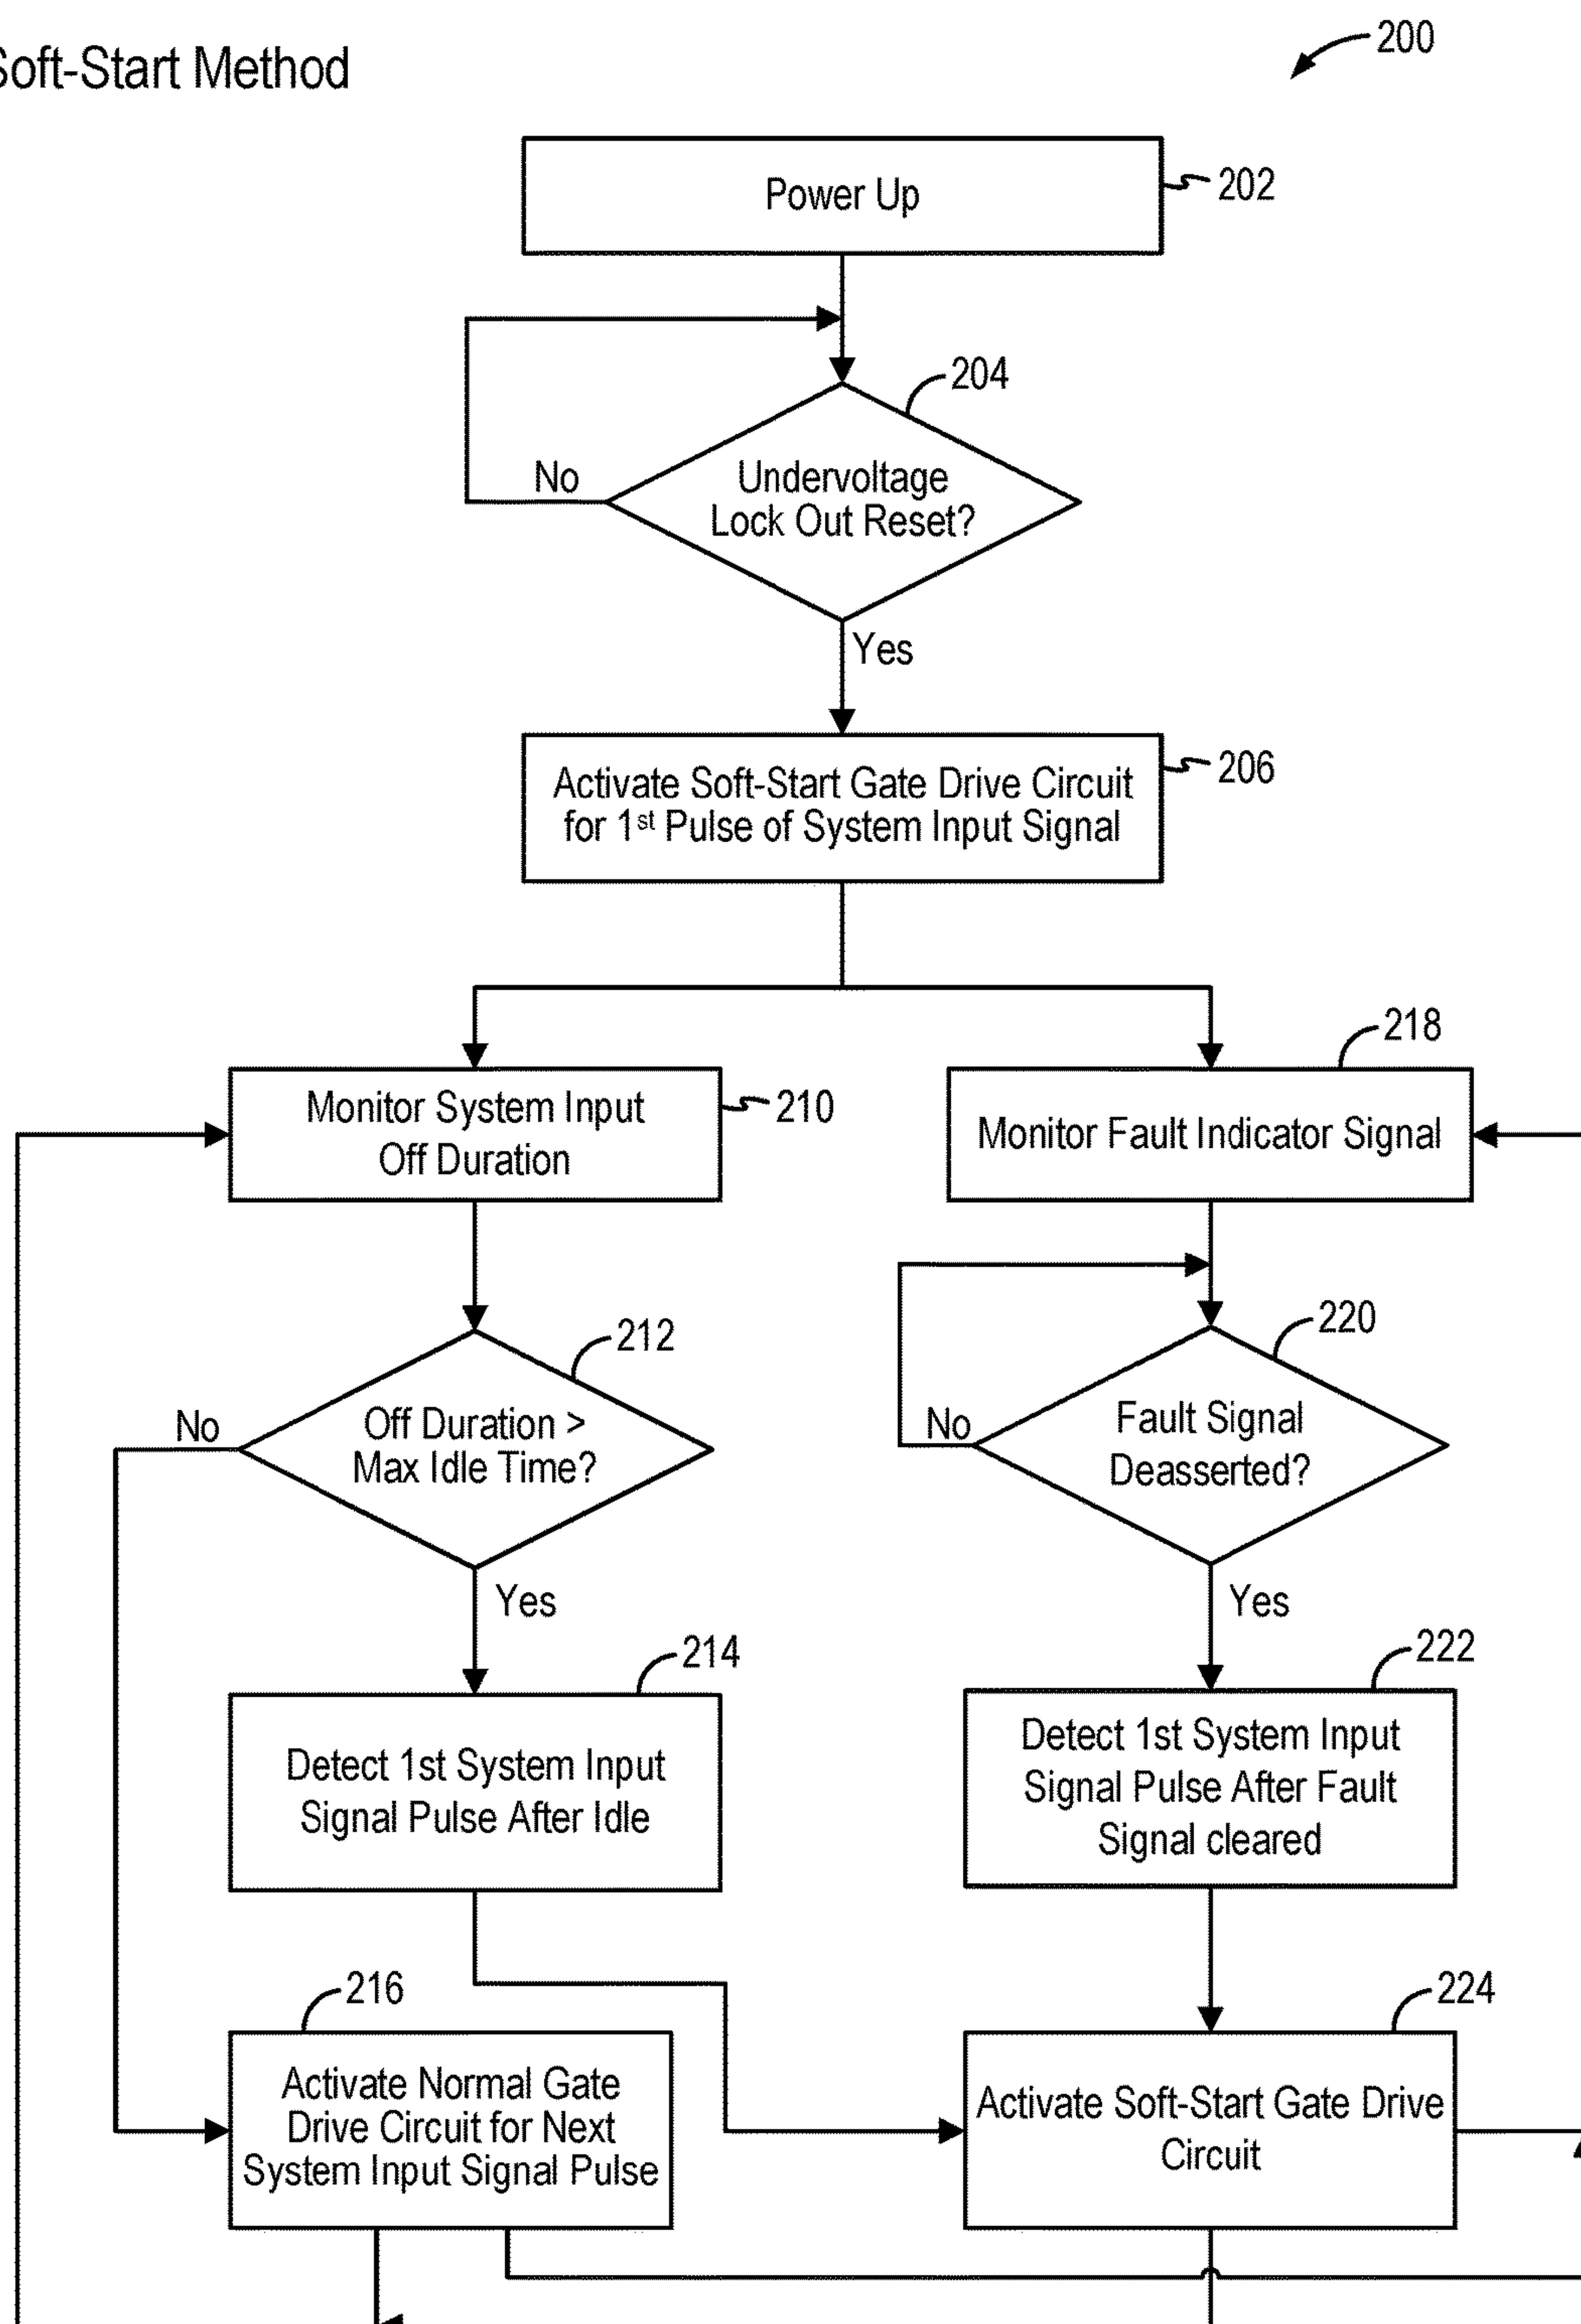 Soft-Start Method
200
Power Up
202
204
Undervoltage
Lock Out Reset?
No
Yes
Activate Soft-Start Gate Drive Circuit
for 1st Pulse of System Input Signal
206
Monitor System Input
Off Duration
210
218
Monitor Fault Indicator Signal
212
Off Duration >
Max Idle Time?
No
Yes
220
Fault Signal
Deasserted?
No
Yes
214
Detect 1st System Input
Signal Pulse After Idle
222
Detect 1st System Input
Signal Pulse After Fault
Signal cleared
216
Activate Normal Gate
Drive Circuit for Next
System Input Signal Pulse
224
Activate Soft-Start Gate Drive
Circuit